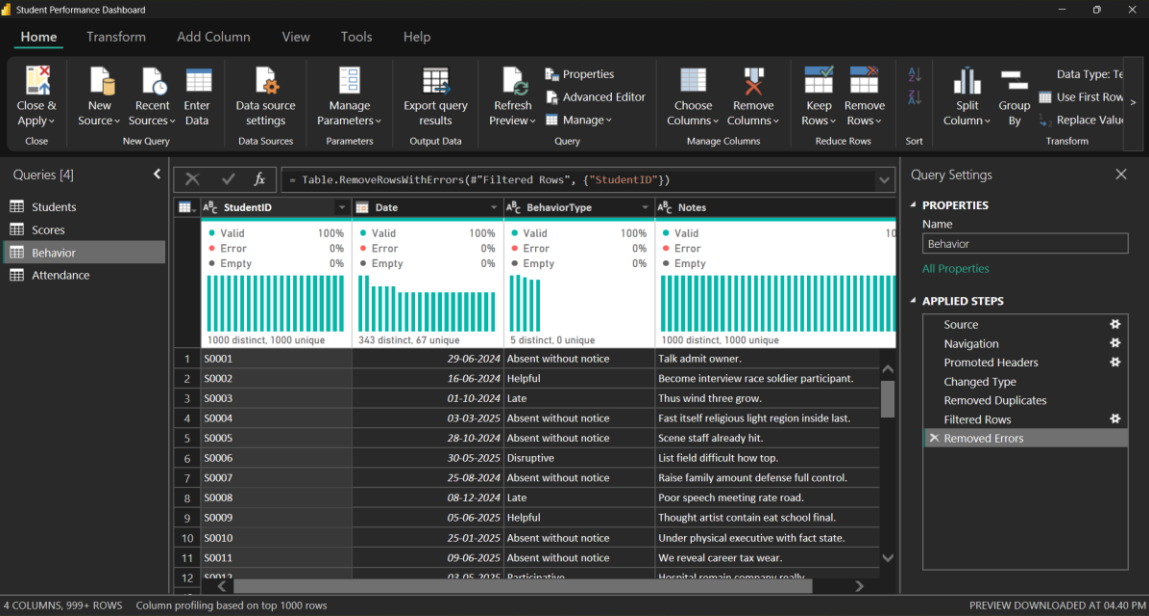 Student Performance Dashboard
Home Transform Add Column View Tools Help
Close & Apply
Close
New Source
Recent Sources
Enter Data
New Query
Data source settings
Data Sources
Manage Parameters
Parameters
Export query results
Output Data
Refresh Preview
Properties
Advanced Editor
Manage
Query
Choose Columns
Remove Columns
Manage Columns
Keep Rows
Remove Rows
Reduce Rows
Sort
Split Column
Group By
Data Type: Te
Use First Row
Replace Valu
Transform
Queries [4]
Students
Scores
Behavior
Attendance
fx = Table.RemoveRowsWithErrors(#"Filtered Rows", {"StudentID"})
StudentID Date BehaviorType Notes
Valid 100% Valid 100% Valid 100% Valid 10
Error 0% Error 0% Error 0% Error
Empty 0% Empty 0% Empty 0% Empty
1000 distinct, 1000 unique 343 distinct, 67 unique 5 distinct, 0 unique 1000 distinct, 1000 unique
1 S0001 29-06-2024 Absent without notice Talk admit owner.
2 S0002 16-06-2024 Helpful Become interview race soldier participant.
3 S0003 01-10-2024 Late Thus wind three grow.
4 S0004 03-03-2025 Absent without notice Fast itself religious light region inside last.
5 S0005 28-10-2024 Absent without notice Scene staff already hit.
6 S0006 30-05-2025 Disruptive List field difficult how top.
7 S0007 25-08-2024 Absent without notice Raise family amount defense full control.
8 S0008 08-12-2024 Late Poor speech meeting rate road.
9 S0009 05-06-2025 Helpful Thought artist contain eat school final.
10 S0010 25-01-2025 Absent without notice Under physical executive with fact state.
11 S0011 09-06-2025 Absent without notice We reveal career tax wear.
12 S0012 03-05-2025 Participative Hospital remain company really.
Query Settings
PROPERTIES
Name
Behavior
All Properties
APPLIED STEPS
Source
Navigation
Promoted Headers
Changed Type
Removed Duplicates
Filtered Rows
Removed Errors
4 COLUMNS, 999+ ROWS Column profiling based on top 1000 rows PREVIEW DOWNLOADED AT 04.40 PM